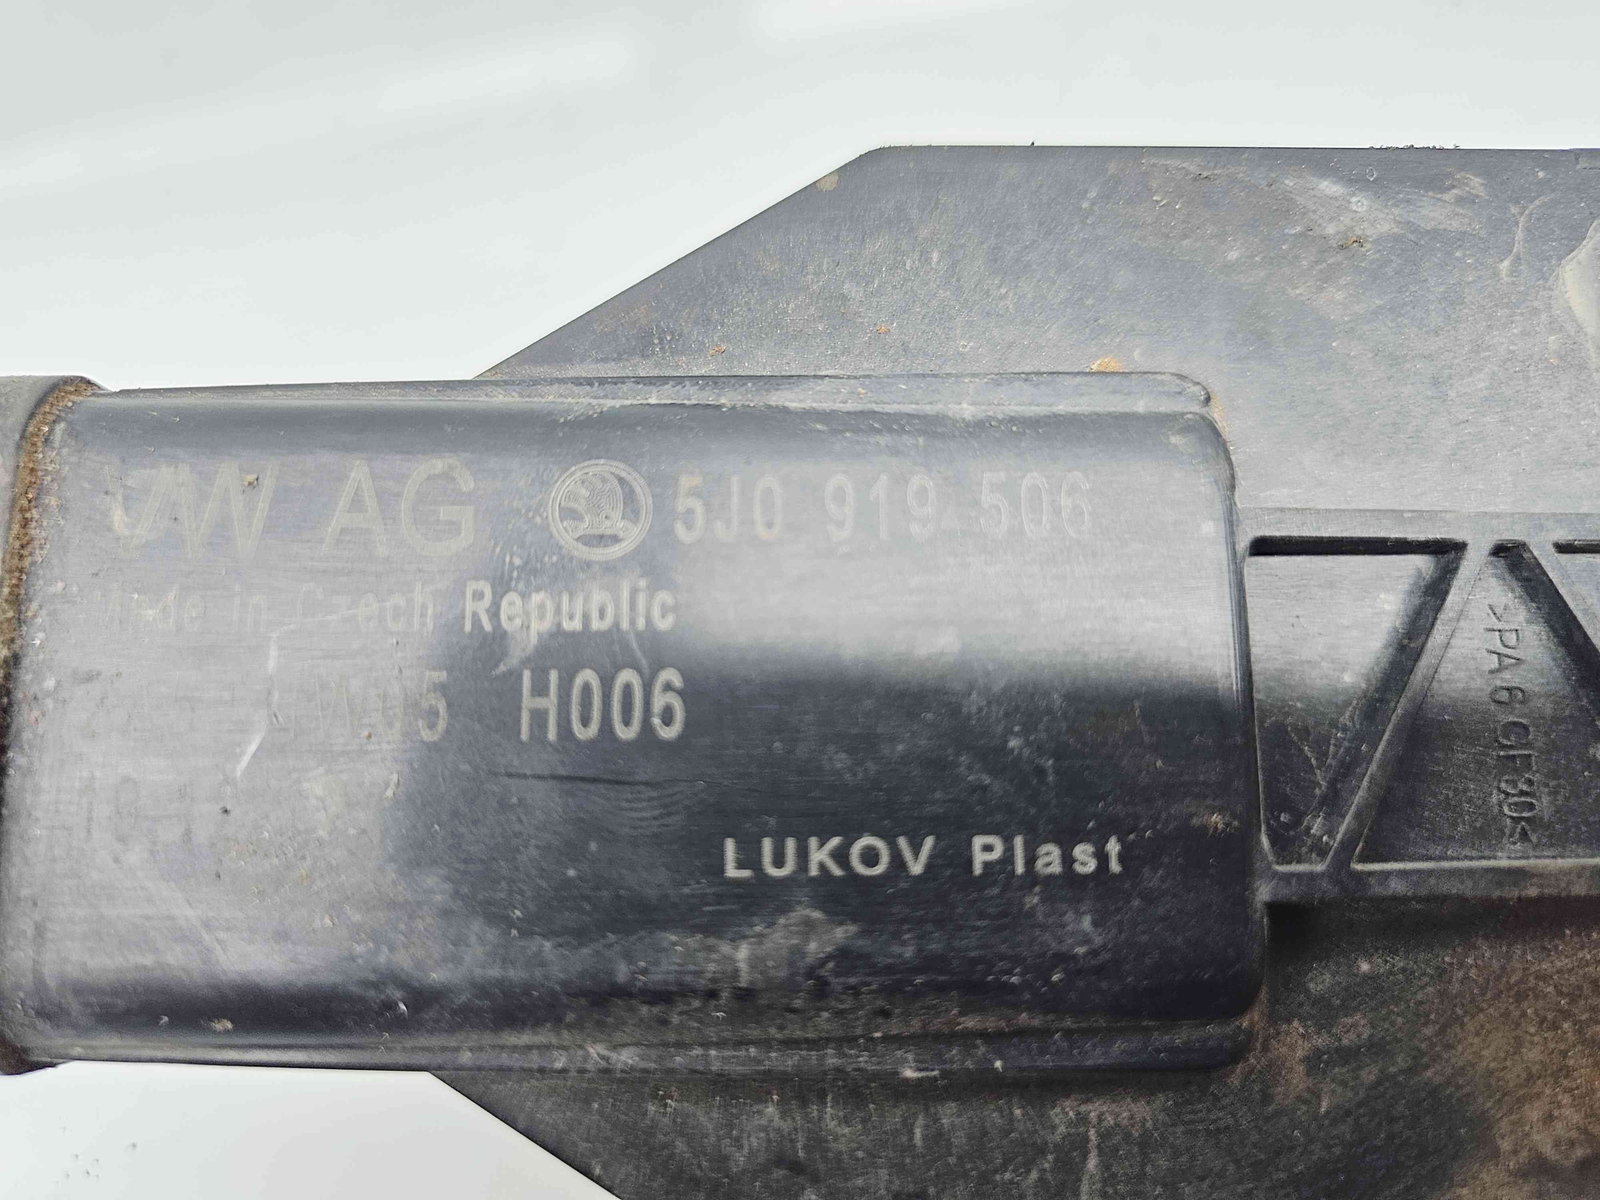 VW AG 5J0 919 506
Made in Czech Republic
H006
LUKOV Plast
>PA 6 GF30<